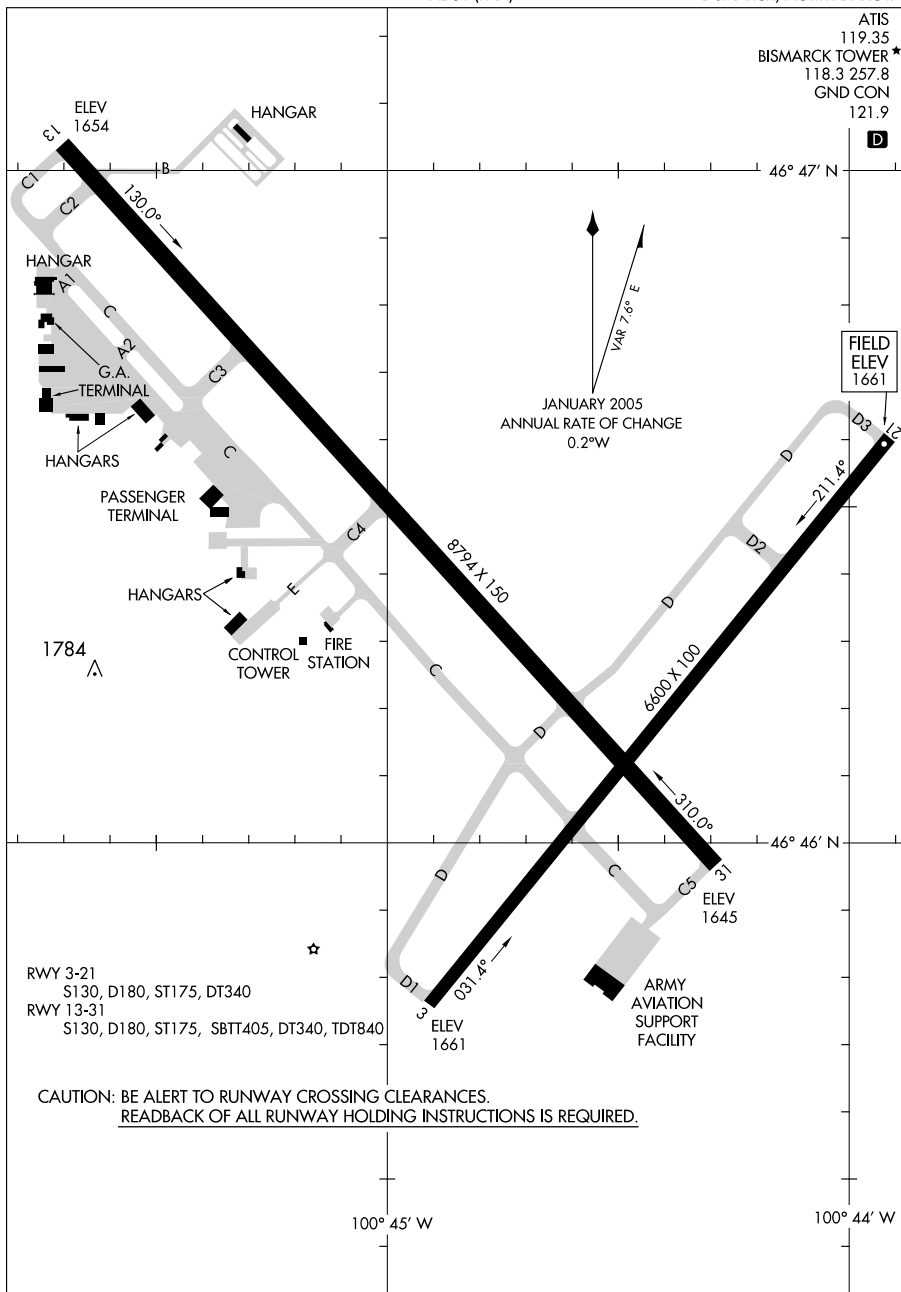 ATIS
119.35
BISMARCK TOWER
118.3 257.8
GND CON
121.9
D
ELEV
1654
13
HANGAR
B
46° 47' N
C1
C2
130.0°
HANGAR
A1
C
A2
C3
VAR 7.6° E
FIELD
ELEV
1661
G.A.
TERMINAL
JANUARY 2005
ANNUAL RATE OF CHANGE
0.2°W
D3
21
HANGARS
C
D
211.4°
PASSENGER
TERMINAL
C4
D2
8794 X 150
HANGARS
E
D
1784
CONTROL
TOWER
FIRE
STATION
C
6600 X 100
D
310.0°
46° 46' N
D
C
C5
31
ELEV
1645
RWY 3-21
S130, D180, ST175, DT340
RWY 13-31
S130, D180, ST175, SBTT405, DT340, TDT840
D1
031.4°
3
ELEV
1661
ARMY
AVIATION
SUPPORT
FACILITY
CAUTION: BE ALERT TO RUNWAY CROSSING CLEARANCES.
READBACK OF ALL RUNWAY HOLDING INSTRUCTIONS IS REQUIRED.
100° 45' W
100° 44' W